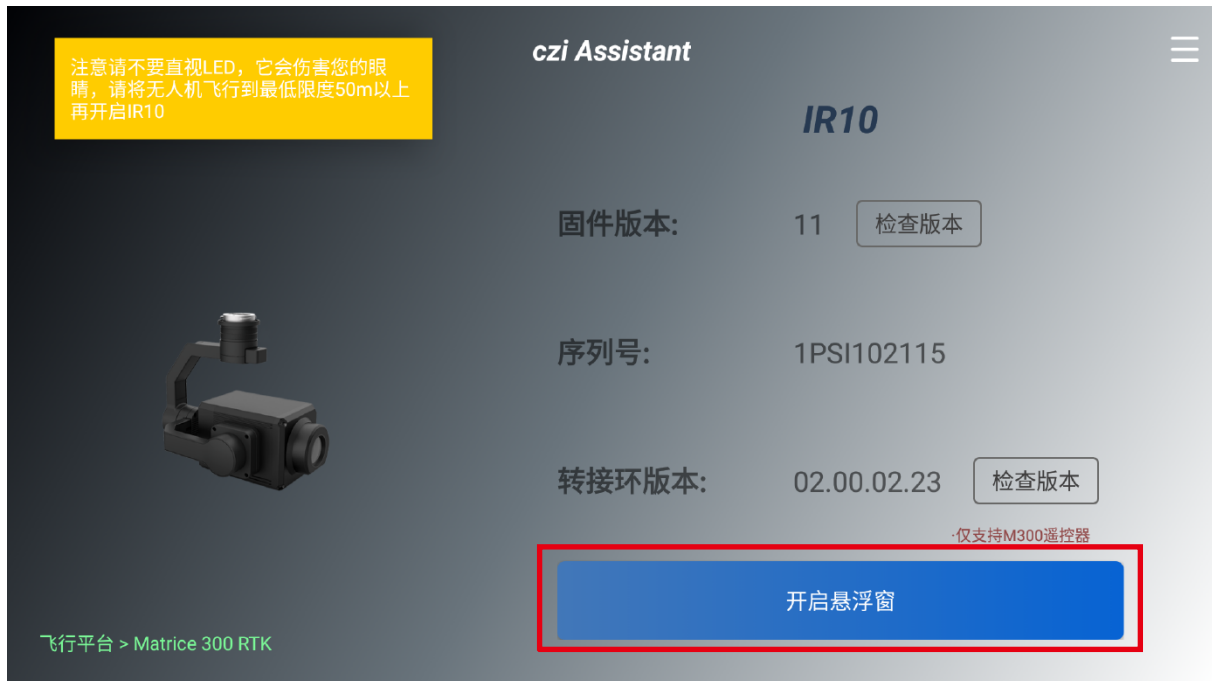 czi Assistant
注意请不要直视LED，它会伤害您的眼
睛，请将无人机飞行到最低限度50m以上
再开启IR10
IR10
固件版本: 11 检查版本
序列号: 1PSI102115
转接环版本: 02.00.02.23 检查版本
·仅支持M300遥控器
开启悬浮窗
飞行平台 > Matrice 300 RTK